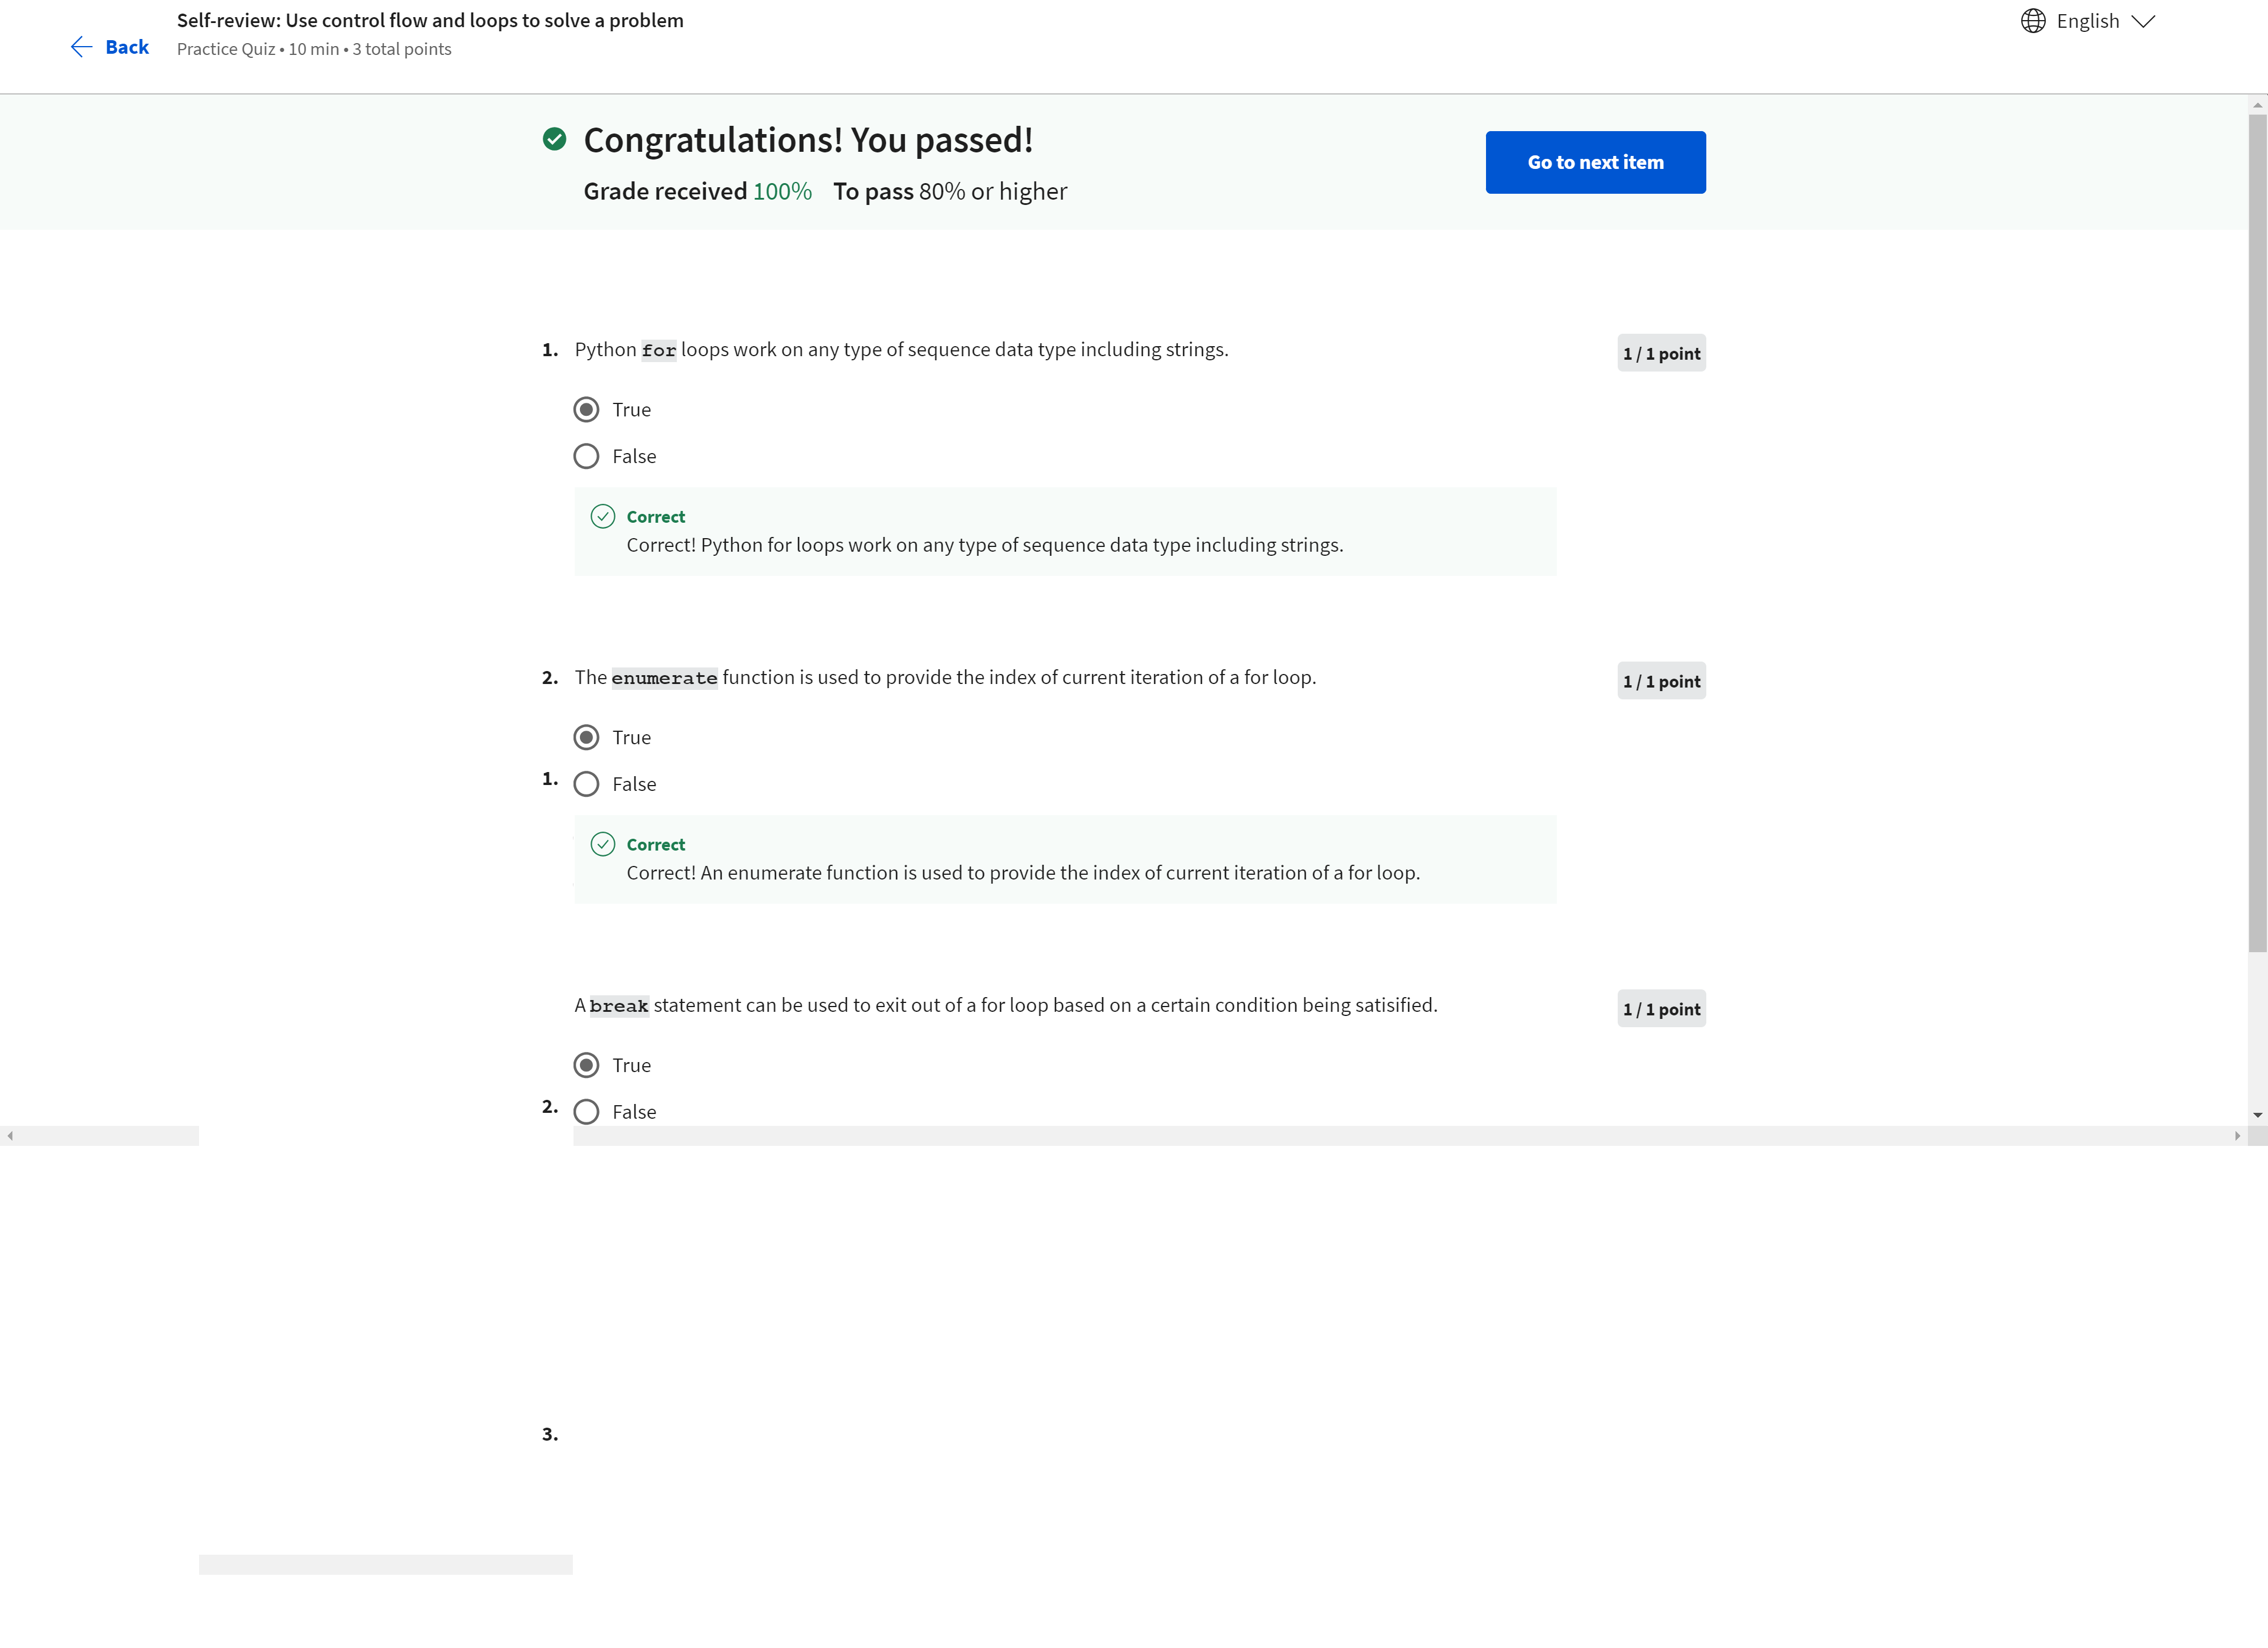 Self-review: Use control flow and loops to solve a problem
Back
Practice Quiz • 10 min • 3 total points
English
Congratulations! You passed!
Grade received 100% To pass 80% or higher
Go to next item
1. Python for loops work on any type of sequence data type including strings.
1 / 1 point
True
False
Correct
Correct! Python for loops work on any type of sequence data type including strings.
2. The enumerate function is used to provide the index of current iteration of a for loop.
1 / 1 point
True
1. False
Correct
Correct! An enumerate function is used to provide the index of current iteration of a for loop.
A break statement can be used to exit out of a for loop based on a certain condition being satisified.
1 / 1 point
True
2. False
3.